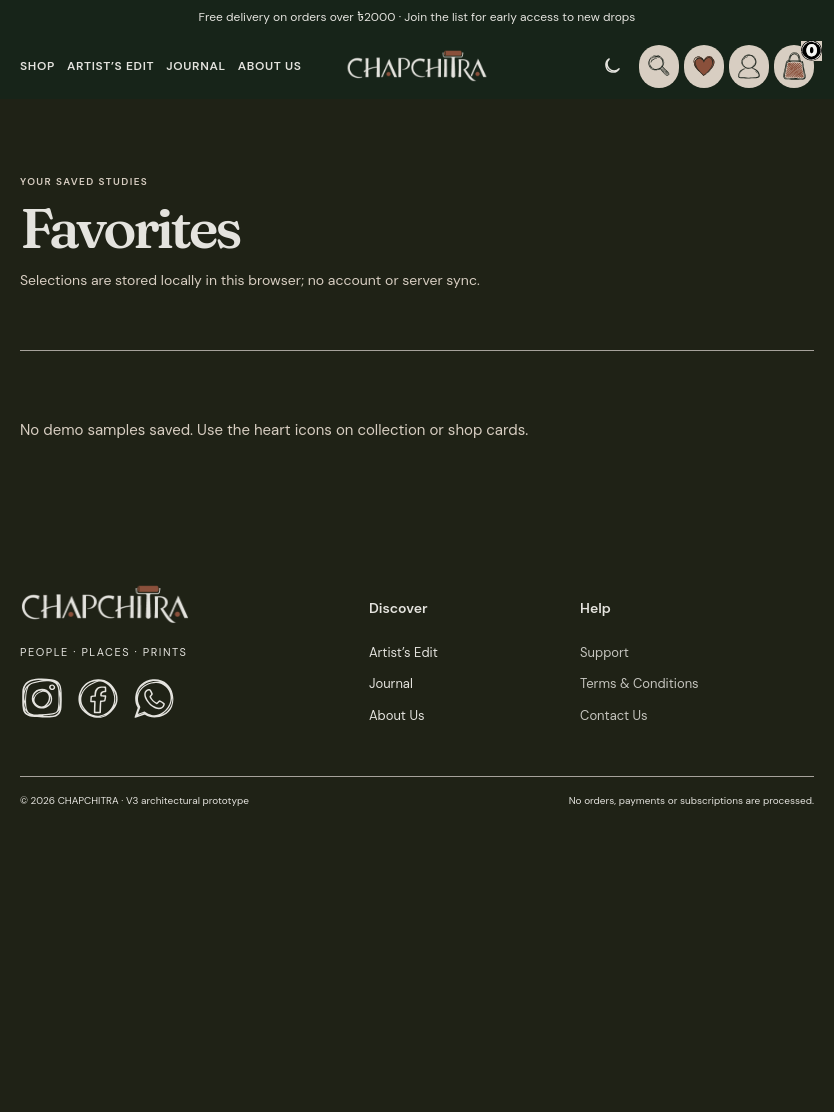 Free delivery on orders over ৳2000 · Join the list for early access to new drops
SHOP ARTIST’S EDIT JOURNAL ABOUT US
CHAPCHITRA
0
YOUR SAVED STUDIES
Favorites
Selections are stored locally in this browser; no account or server sync.
No demo samples saved. Use the heart icons on collection or shop cards.
CHAPCHITRA
PEOPLE · PLACES · PRINTS
Discover
Artist’s Edit
Journal
About Us
Help
Support
Terms & Conditions
Contact Us
© 2026 CHAPCHITRA · V3 architectural prototype
No orders, payments or subscriptions are processed.